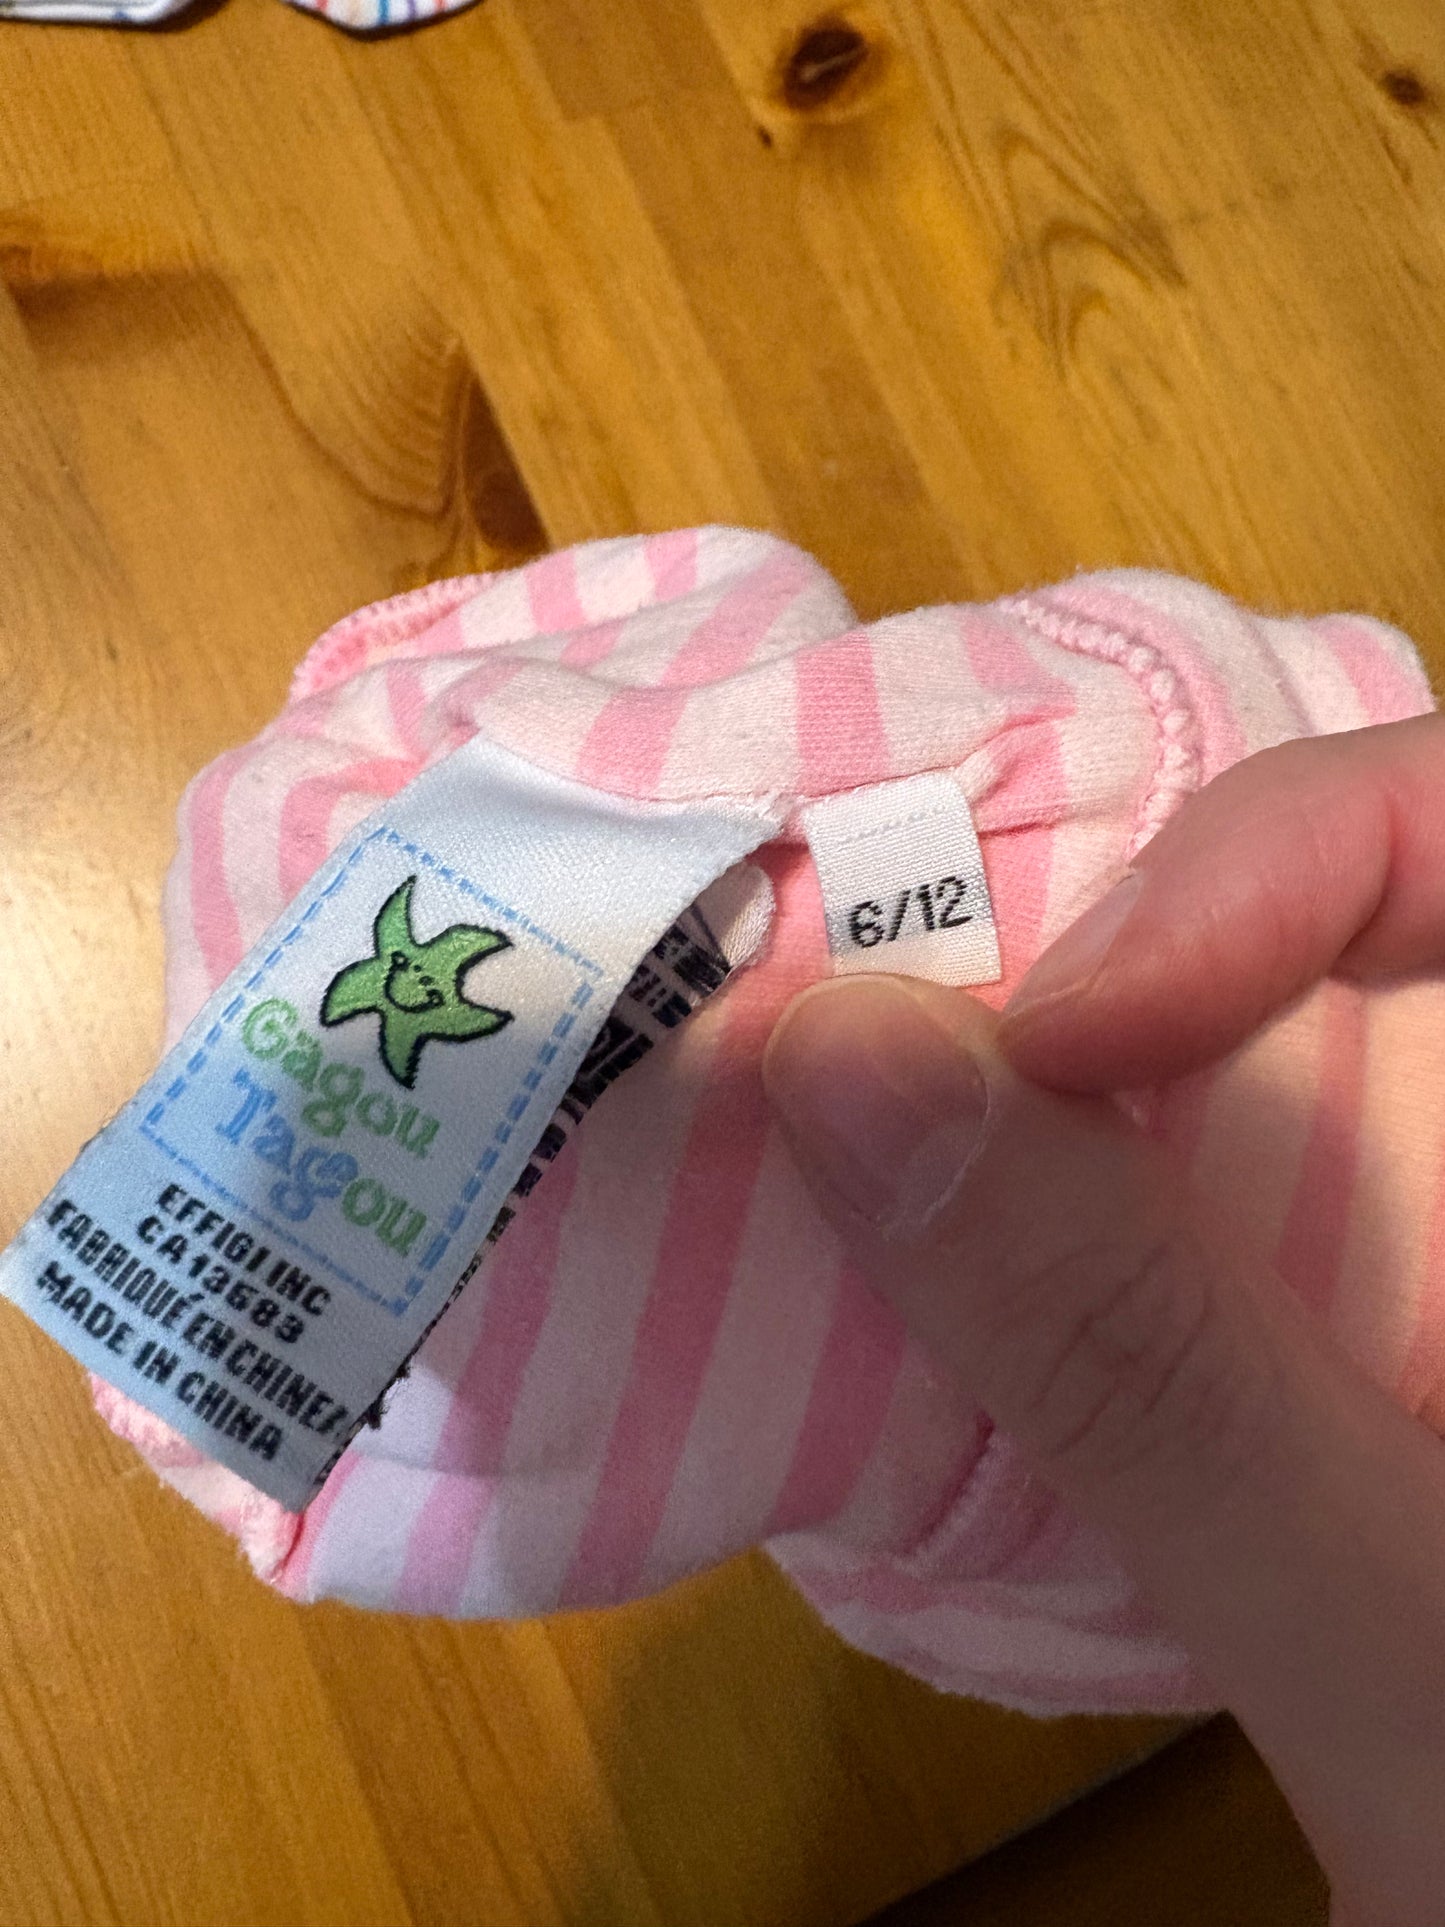 Gagou
Tagou
EFFIGI INC
CA13683
FABRIQUÉ EN CHINE/
MADE IN CHINA
6/12